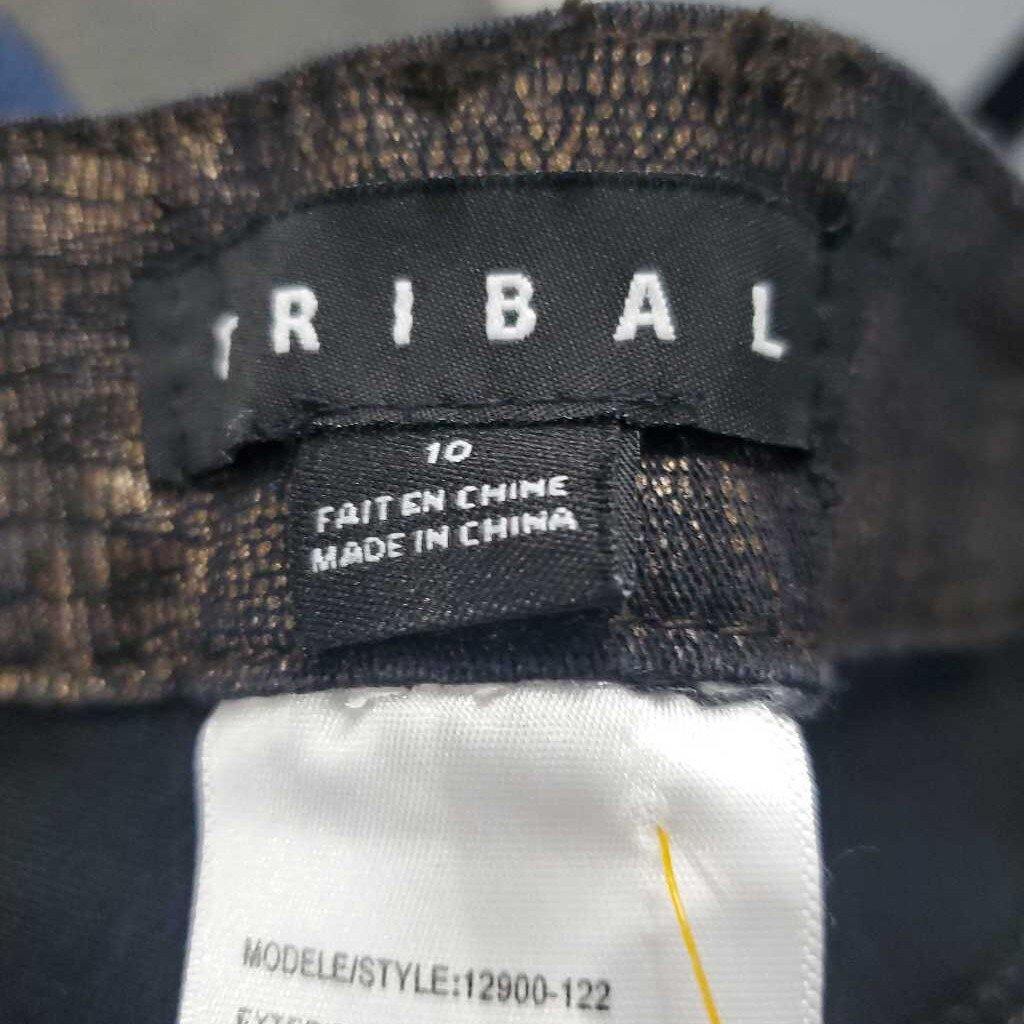 TRIBAL
10
FAIT EN CHINE
MADE IN CHINA
MODELE/STYLE:12900-122